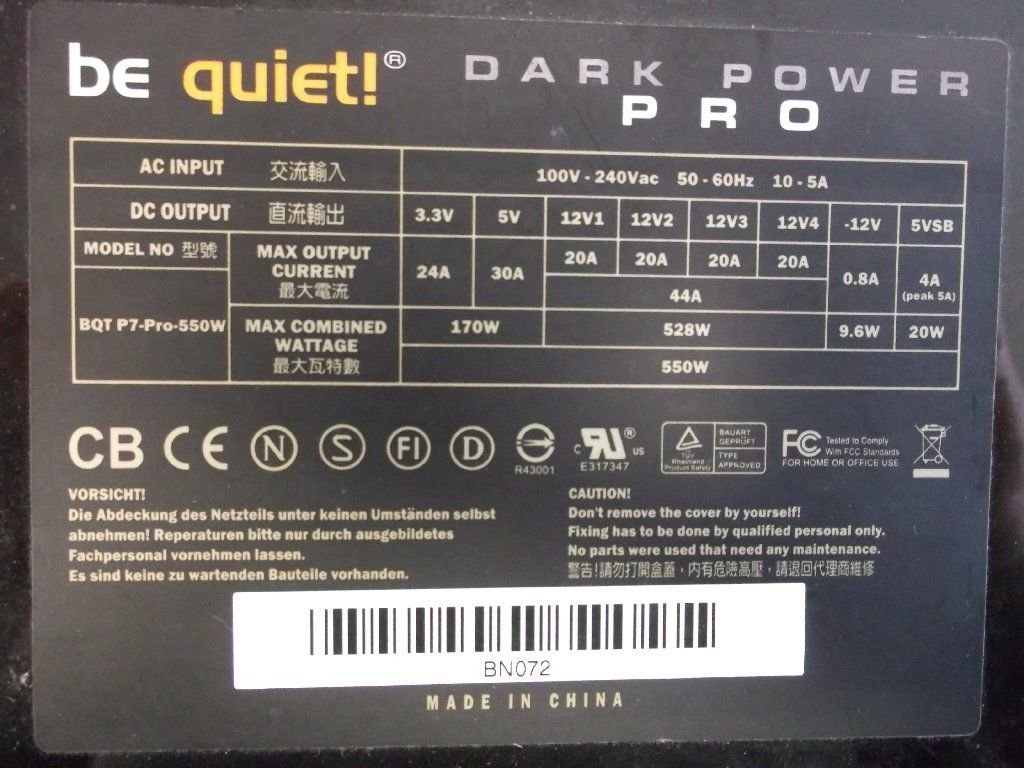 be quiet!®
DARK POWER
PRO
AC INPUT 交流輸入 100V - 240Vac 50 - 60Hz 10 - 5A
DC OUTPUT 直流輸出 3.3V 5V 12V1 12V2 12V3 12V4 -12V 5VSB
MODEL NO 型號
MAX OUTPUT
CURRENT
最大電流
24A 30A 20A 20A 20A 20A 0.8A 4A
(peak 5A)
44A
BQT P7-Pro-550W
MAX COMBINED
WATTAGE
最大瓦特數
170W 528W 9.6W 20W
550W
CB CE N S FI D
R43001
c UR® us
E317347
TÜV
Rheinland
Product Safety
BAUART
GEPRÜFT
TYPE
APPROVED
FC Tested to Comply
With FCC Standards
FOR HOME OR OFFICE USE
VORSICHT!
Die Abdeckung des Netzteils unter keinen Umständen selbst
abnehmen! Reperaturen bitte nur durch ausgebildetes
Fachpersonal vornehmen lassen.
Es sind keine zu wartenden Bauteile vorhanden.
CAUTION!
Don't remove the cover by yourself!
Fixing has to be done by qualified personal only.
No parts were used that need any maintenance.
警告!請勿打開盒蓋，內有危險高壓，請退回代理商維修
BN072
MADE IN CHINA